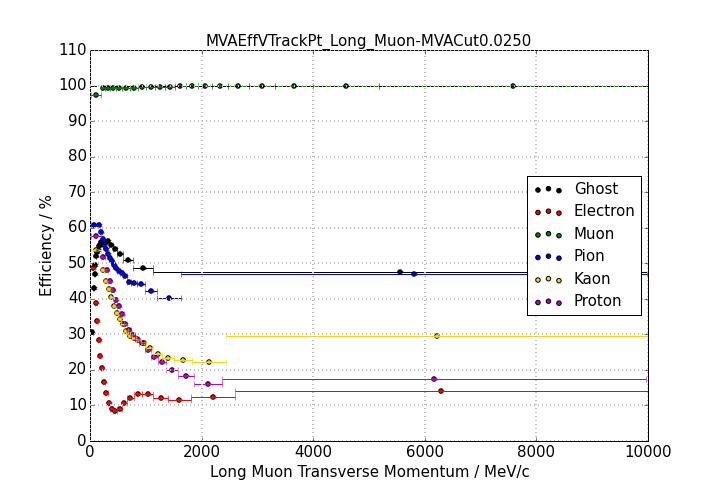 MVAEffVTrackPt_Long_Muon-MVACut0.0250
110
100
90
80
70
60
50
40
30
20
10
0
Efficiency / %
Ghost
Electron
Muon
Pion
Kaon
Proton
0 2000 4000 6000 8000 10000
Long Muon Transverse Momentum / MeV/c